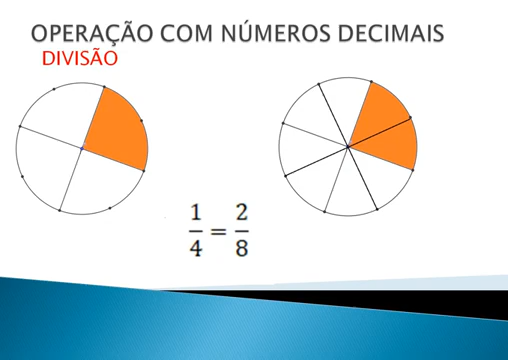 OPERAÇÃO COM NÚMEROS DECIMAIS
DIVISÃO
1/4 = 2/8